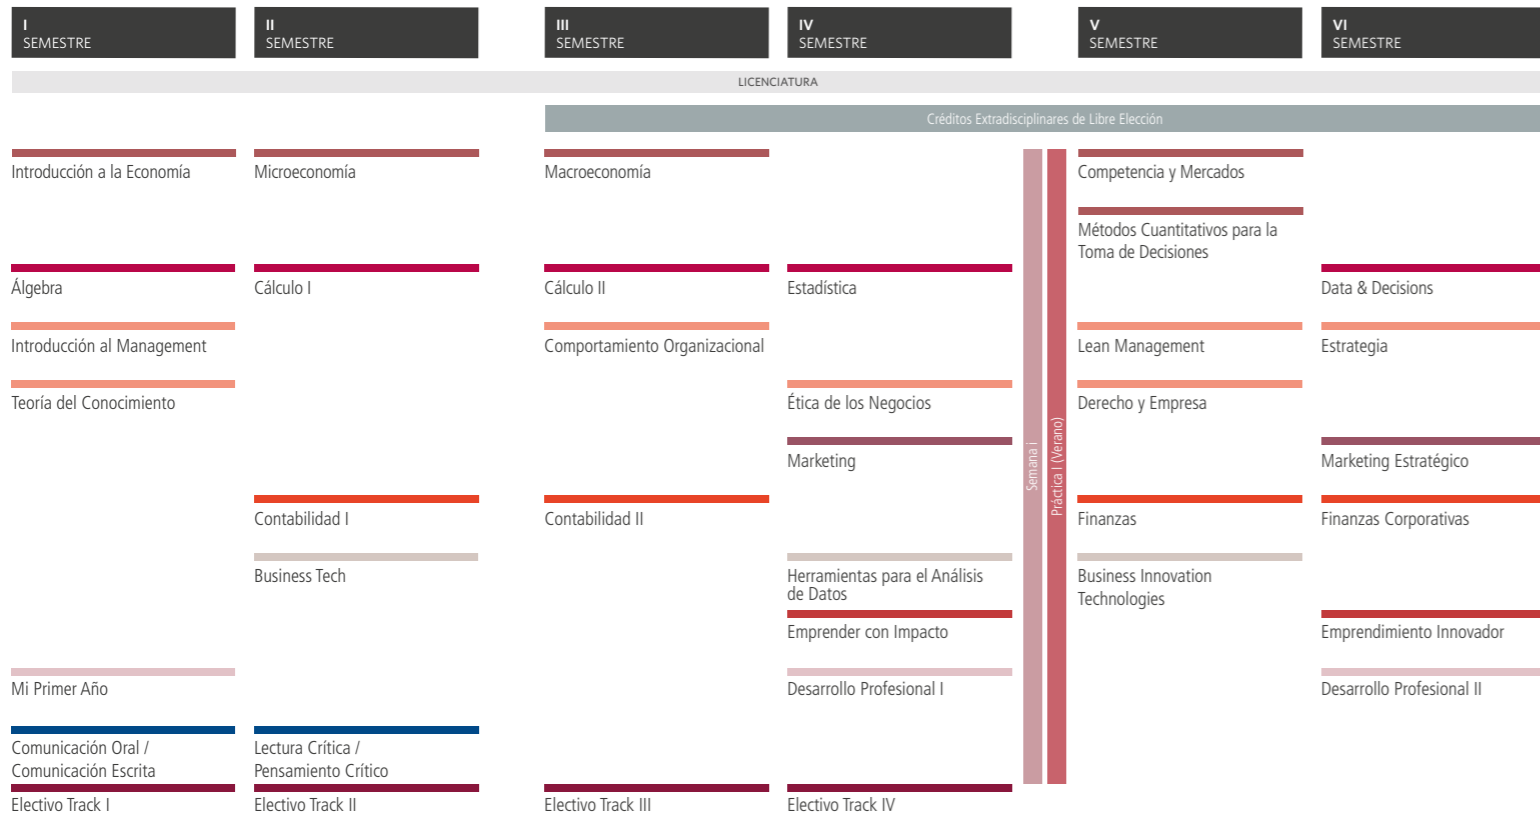 I
SEMESTRE
II
SEMESTRE
III
SEMESTRE
IV
SEMESTRE
V
SEMESTRE
VI
SEMESTRE
LICENCIATURA
Créditos Extradisciplinares de Libre Elección
Introducción a la Economía
Microeconomía
Macroeconomía
Competencia y Mercados
Métodos Cuantitativos para la
Toma de Decisiones
Álgebra
Cálculo I
Cálculo II
Estadística
Data & Decisions
Introducción al Management
Comportamiento Organizacional
Lean Management
Estrategia
Teoría del Conocimiento
Ética de los Negocios
Derecho y Empresa
Marketing
Marketing Estratégico
Semana i
Práctica I (Verano)
Contabilidad I
Contabilidad II
Finanzas
Finanzas Corporativas
Business Tech
Herramientas para el Análisis
de Datos
Business Innovation
Technologies
Emprender con Impacto
Emprendimiento Innovador
Mi Primer Año
Desarrollo Profesional I
Desarrollo Profesional II
Comunicación Oral /
Comunicación Escrita
Lectura Crítica /
Pensamiento Crítico
Electivo Track I
Electivo Track II
Electivo Track III
Electivo Track IV